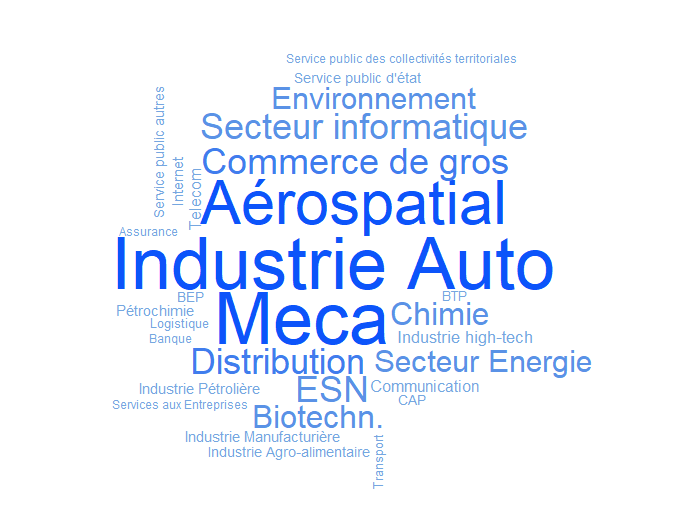 Service public des collectivités territoriales
Service public d'état
Environnement
Service public autres
Secteur informatique
Internet
Commerce de gros
Telecom
Aérospatial
Assurance
Industrie Auto
BEP
BTP
Pétrochimie
Meca
Chimie
Logistique
Banque
Industrie high-tech
Distribution
Secteur Energie
Industrie Pétrolière
ESN
Communication
Services aux Entreprises
CAP
Biotechn.
Industrie Manufacturière
Industrie Agro-alimentaire
Transport